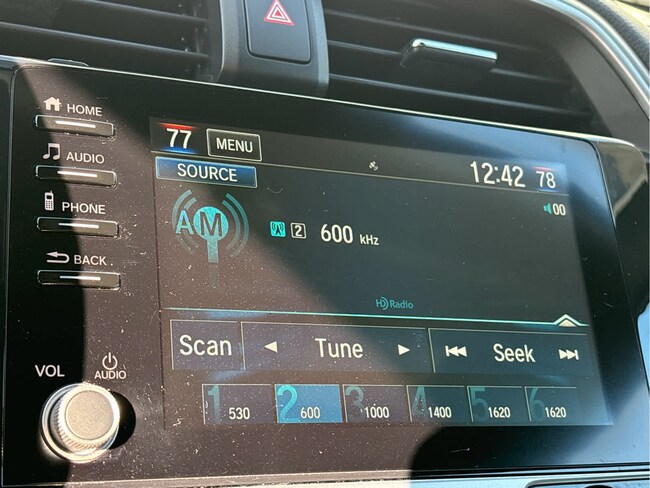 HOME
AUDIO
PHONE
BACK
VOL
AUDIO
77 MENU
12:42 78
SOURCE
00
AM
2 600 kHz
HD Radio
Scan Tune Seek
1 530 2 600 3 1000 4 1400 5 1620 6 1620